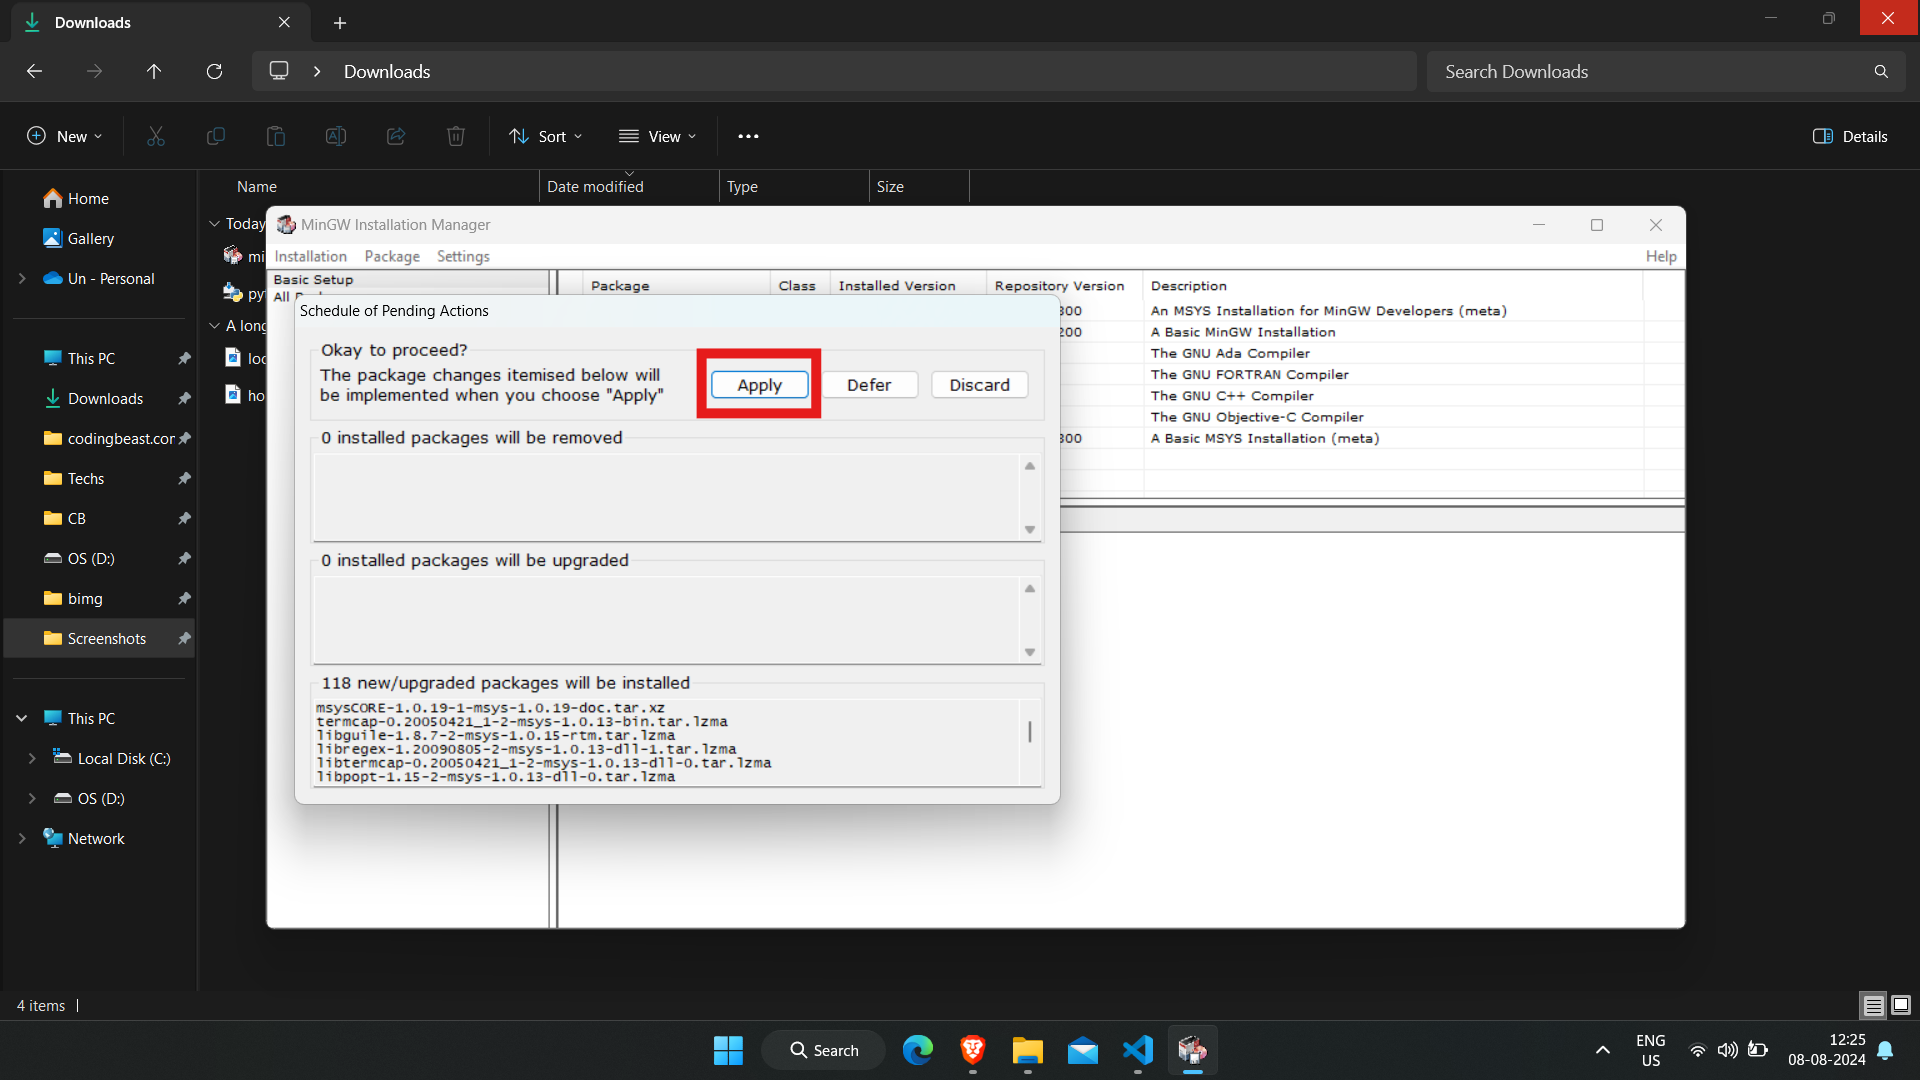 Downloads
Downloads
Search Downloads
New
Sort
View
Details
Home
Gallery
Un - Personal
This PC
Downloads
codingbeast.con
Techs
CB
OS (D:)
bimg
Screenshots
This PC
Local Disk (C:)
OS (D:)
Network
Name
Date modified
Type
Size
Today
mi
py
A long
loc
ho
MinGW Installation Manager
Installation
Package
Settings
Help
Basic Setup
Package
Class
Installed Version
Repository Version
Description
300
An MSYS Installation for MinGW Developers (meta)
200
A Basic MinGW Installation
The GNU Ada Compiler
The GNU FORTRAN Compiler
The GNU C++ Compiler
The GNU Objective-C Compiler
300
A Basic MSYS Installation (meta)
Schedule of Pending Actions
Okay to proceed?
The package changes itemised below will
be implemented when you choose "Apply"
Apply
Defer
Discard
0 installed packages will be removed
0 installed packages will be upgraded
118 new/upgraded packages will be installed
msysCORE-1.0.19-1-msys-1.0.19-doc.tar.xz
termcap-0.20050421_1-2-msys-1.0.13-bin.tar.lzma
libguile-1.8.7-2-msys-1.0.15-rtm.tar.lzma
libregex-1.20090805-2-msys-1.0.13-dll-1.tar.lzma
libtermcap-0.20050421_1-2-msys-1.0.13-dll-0.tar.lzma
libpopt-1.15-2-msys-1.0.13-dll-0.tar.lzma
4 items
Search
ENG
US
12:25
08-08-2024